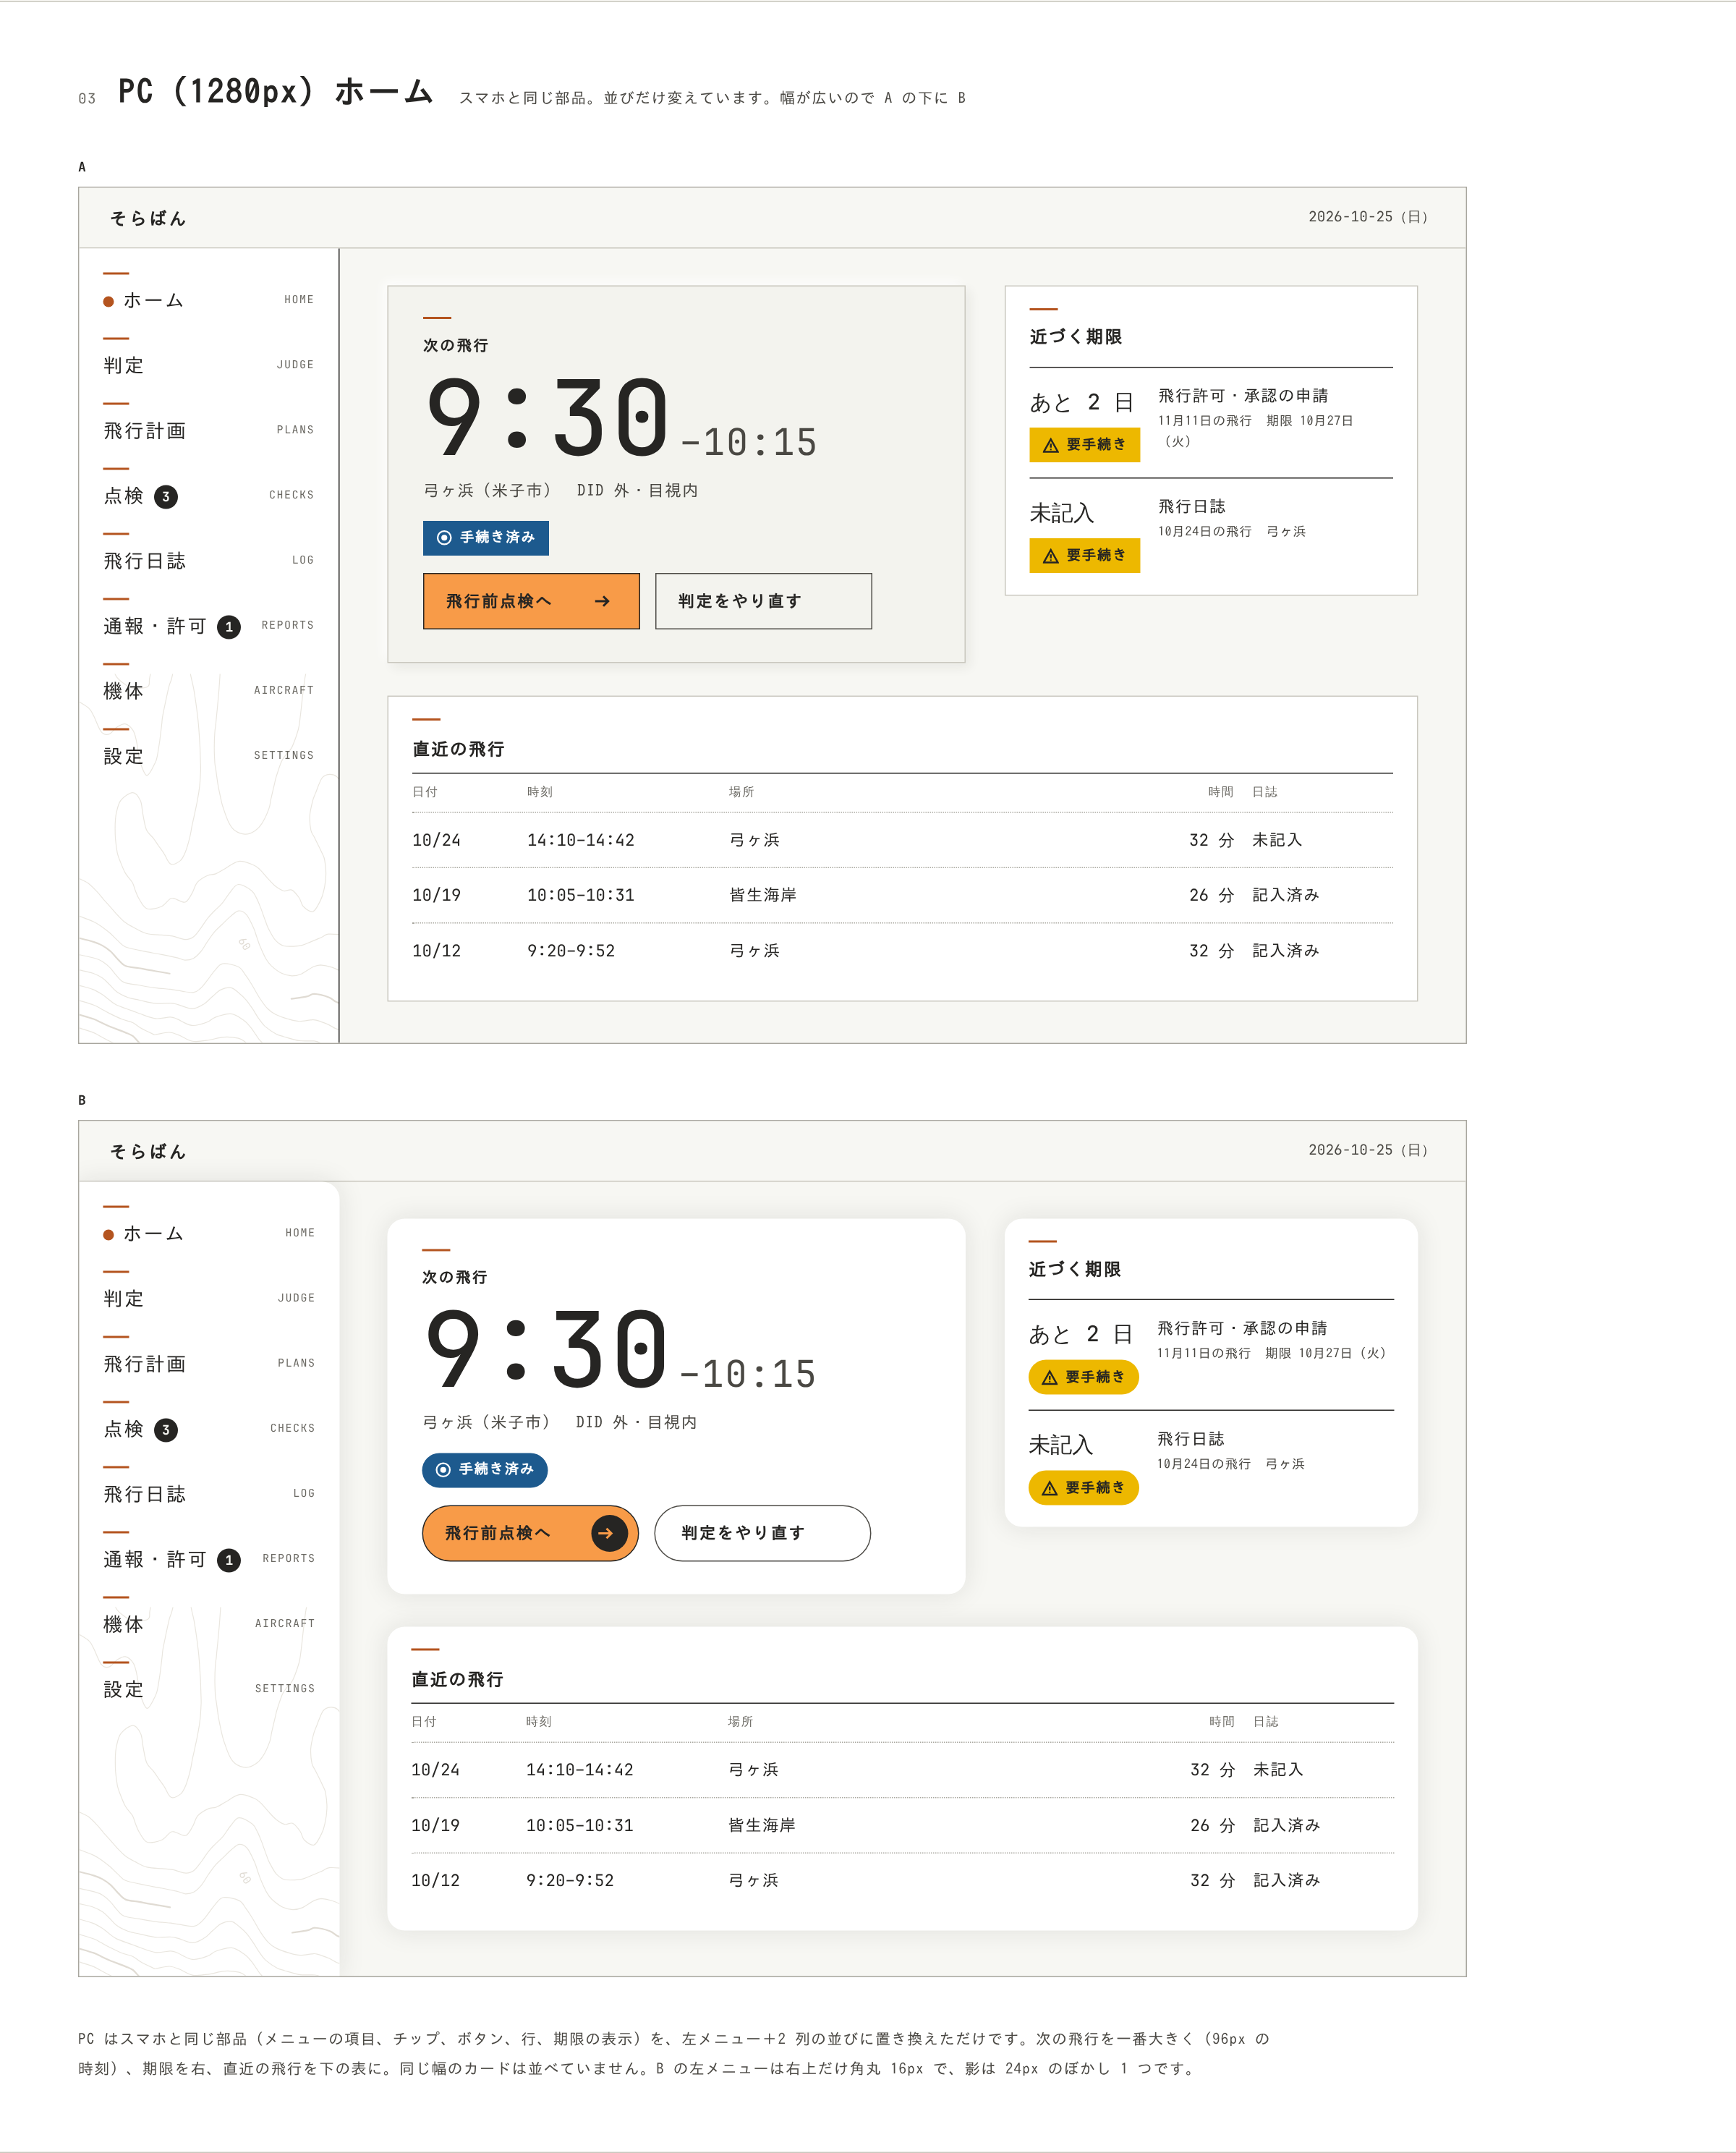 03 PC (1280px) ホーム スマホと同じ部品。並びだけ変えています。幅が広いので A の下に B
A
そらばん 2026-10-25 (日)
ホーム HOME
判定 JUDGE
飛行計画 PLANS
点検 3 CHECKS
飛行日誌 LOG
通報・許可 1 REPORTS
機体 AIRCRAFT
設定 SETTINGS
60
次の飛行
9:30 –10:15
弓ヶ浜（米子市） DID 外・目視内
手続き済み
飛行前点検へ → 判定をやり直す
近づく期限
あと 2 日 飛行許可・承認の申請
11月11日の飛行 期限 10月27日
（火）
要手続き
未記入 飛行日誌
10月24日の飛行 弓ヶ浜
要手続き
直近の飛行
日付 時刻 場所 時間 日誌
10/24 14:10–14:42 弓ヶ浜 32 分 未記入
10/19 10:05–10:31 皆生海岸 26 分 記入済み
10/12 9:20–9:52 弓ヶ浜 32 分 記入済み
B
そらばん 2026-10-25 (日)
ホーム HOME
判定 JUDGE
飛行計画 PLANS
点検 3 CHECKS
飛行日誌 LOG
通報・許可 1 REPORTS
機体 AIRCRAFT
設定 SETTINGS
60
次の飛行
9:30 –10:15
弓ヶ浜（米子市） DID 外・目視内
手続き済み
飛行前点検へ → 判定をやり直す
近づく期限
あと 2 日 飛行許可・承認の申請
11月11日の飛行 期限 10月27日（火）
要手続き
未記入 飛行日誌
10月24日の飛行 弓ヶ浜
要手続き
直近の飛行
日付 時刻 場所 時間 日誌
10/24 14:10–14:42 弓ヶ浜 32 分 未記入
10/19 10:05–10:31 皆生海岸 26 分 記入済み
10/12 9:20–9:52 弓ヶ浜 32 分 記入済み
PC はスマホと同じ部品（メニューの項目、チップ、ボタン、行、期限の表示）を、左メニュー＋2 列の並びに置き換えただけです。次の飛行を一番大きく（96px の
時刻）、期限を右、直近の飛行を下の表に。同じ幅のカードは並べていません。B の左メニューは右上だけ角丸 16px で、影は 24px のぼかし 1 つです。